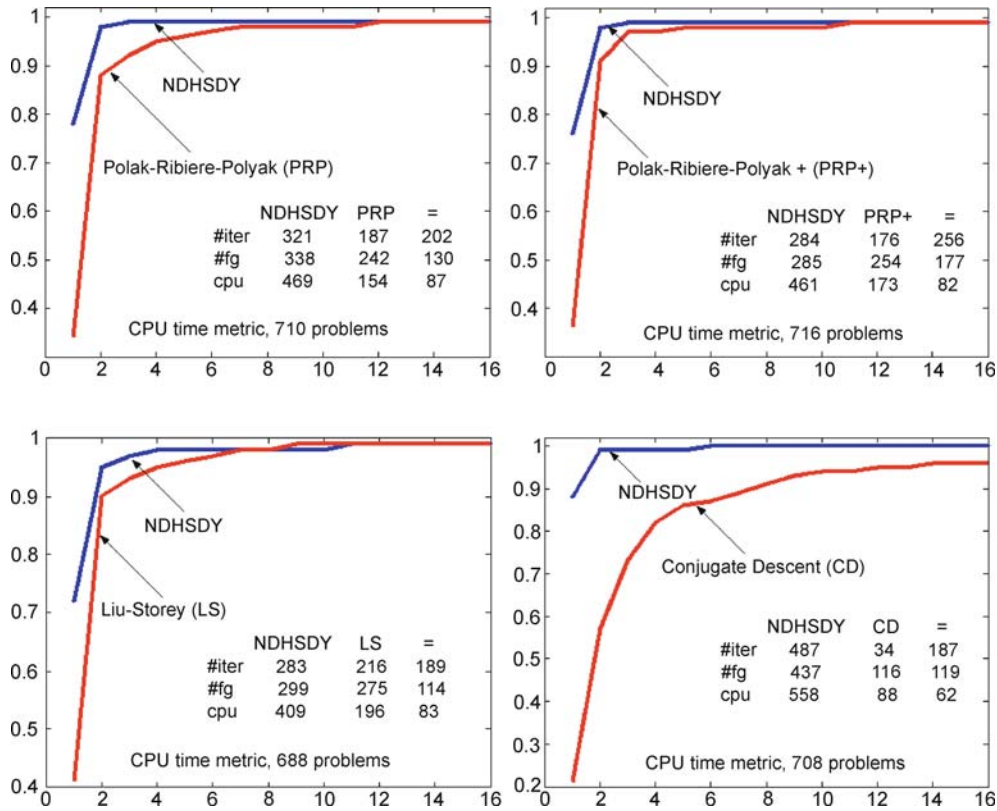 1
0.9
0.8
0.7
0.6
0.5
0.4
0 2 4 6 8 10 12 14 16
NDHSDY
Polak-Ribiere-Polyak (PRP)
NDHSDY PRP =
#iter 321 187 202
#fg 338 242 130
cpu 469 154 87
CPU time metric, 710 problems
1
0.9
0.8
0.7
0.6
0.5
0.4
0 2 4 6 8 10 12 14 16
NDHSDY
Polak-Ribiere-Polyak + (PRP+)
NDHSDY PRP+ =
#iter 284 176 256
#fg 285 254 177
cpu 461 173 82
CPU time metric, 716 problems
1
0.9
0.8
0.7
0.6
0.5
0.4
0 2 4 6 8 10 12 14 16
NDHSDY
Liu-Storey (LS)
NDHSDY LS =
#iter 283 216 189
#fg 299 275 114
cpu 409 196 83
CPU time metric, 688 problems
1
0.9
0.8
0.7
0.6
0.5
0.4
0.3
0.2
0 2 4 6 8 10 12 14 16
NDHSDY
Conjugate Descent (CD)
NDHSDY CD =
#iter 487 34 187
#fg 437 116 119
cpu 558 88 62
CPU time metric, 708 problems